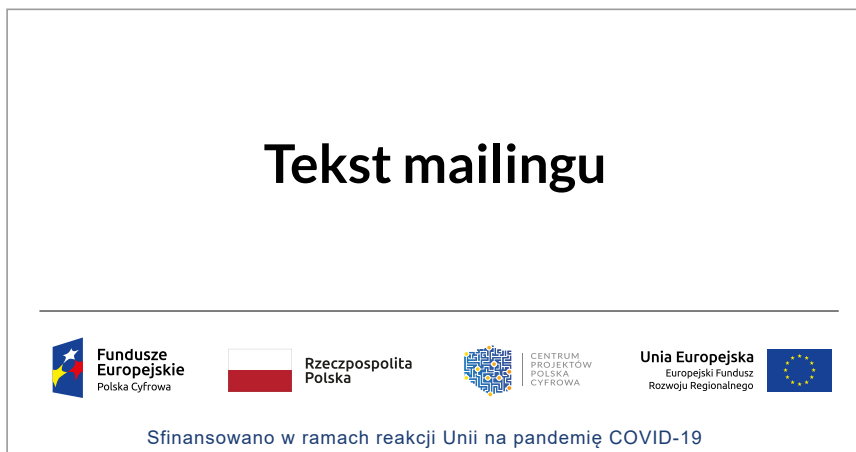 Tekst mailingu
Fundusze
Europejskie
Polska Cyfrowa
Rzeczpospolita
Polska
CENTRUM
PROJEKTÓW
POLSKA
CYFROWA
Unia Europejska
Europejski Fundusz
Rozwoju Regionalnego
Sfinansowano w ramach reakcji Unii na pandemię COVID-19